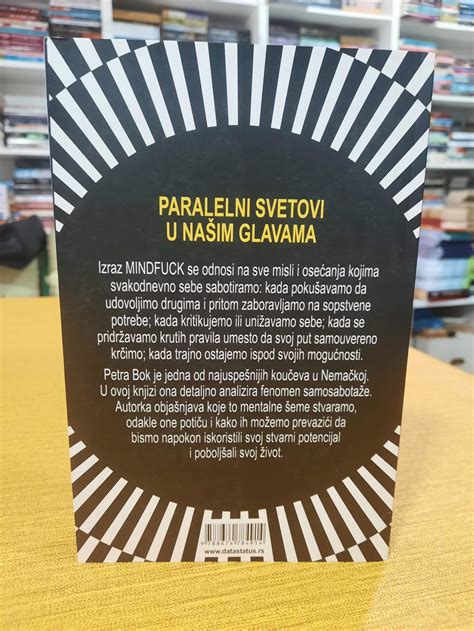 PARALELNI SVETOVI
U NAŠIM GLAVAMA
Izraz MINDFUCK se odnosi na sve misli i osećanja kojima
svakodnevno sebe sabotiramo: kada pokušavamo da
udovoljimo drugima i pritom zaboravljamo na sopstvene
potrebe; kada kritikujemo ili unižavamo sebe; kada se
pridržavamo krutih pravila umesto da svoj put samouvereno
krčimo; kada trajno ostajemo ispod svojih mogućnosti.
Petra Bok je jedna od najuspešnijih koučeva u Nemačkoj.
U ovoj knjizi ona detaljno analizira fenomen samosabotaže.
Autorka objašnjava koje to mentalne šeme stvaramo,
odakle one potiču i kako ih možemo prevazići da
bismo napokon iskoristili svoj stvarni potencijal
i poboljšali svoj život.
9788674784914
www.datastatus.rs